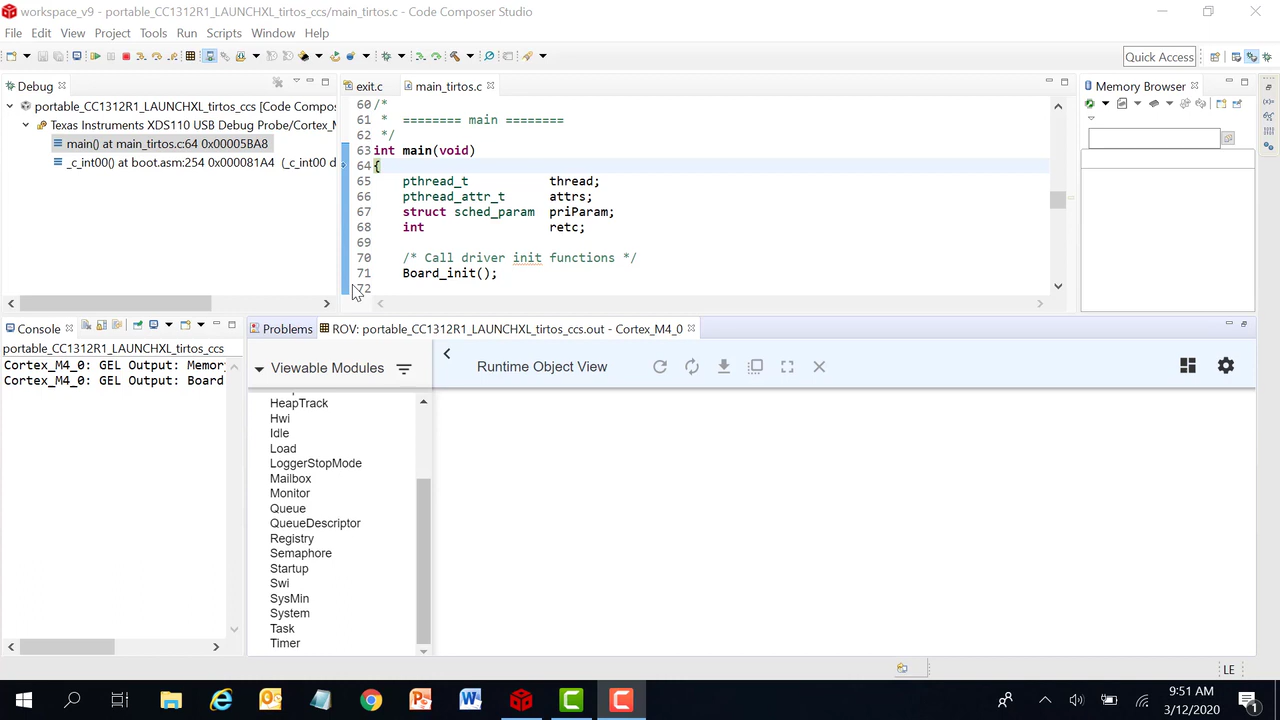 workspace_v9 - portable_CC1312R1_LAUNCHXL_tirtos_ccs/main_tirtos.c - Code Composer Studio
File Edit View Project Tools Run Scripts Window Help
Quick Access
Debug
exit.c
main_tirtos.c
Memory Browser
portable_CC1312R1_LAUNCHXL_tirtos_ccs [Code Compos
Texas Instruments XDS110 USB Debug Probe/Cortex_M
main() at main_tirtos.c:64 0x00005BA8
_c_int00() at boot.asm:254 0x000081A4 (_c_int00 d
60 /*
61 * ======== main ========
62 */
63 int main(void)
64 {
65 pthread_t thread;
66 pthread_attr_t attrs;
67 struct sched_param priParam;
68 int retc;
69
70 /* Call driver init functions */
71 Board_init();
72
Console
portable_CC1312R1_LAUNCHXL_tirtos_ccs
Cortex_M4_0: GEL Output: Memory
Cortex_M4_0: GEL Output: Board
Problems
ROV: portable_CC1312R1_LAUNCHXL_tirtos_ccs.out - Cortex_M4_0
Viewable Modules
Runtime Object View
HeapTrack
Hwi
Idle
Load
LoggerStopMode
Mailbox
Monitor
Queue
QueueDescriptor
Registry
Semaphore
Startup
Swi
SysMin
System
Task
Timer
LE
9:51 AM
3/12/2020
1